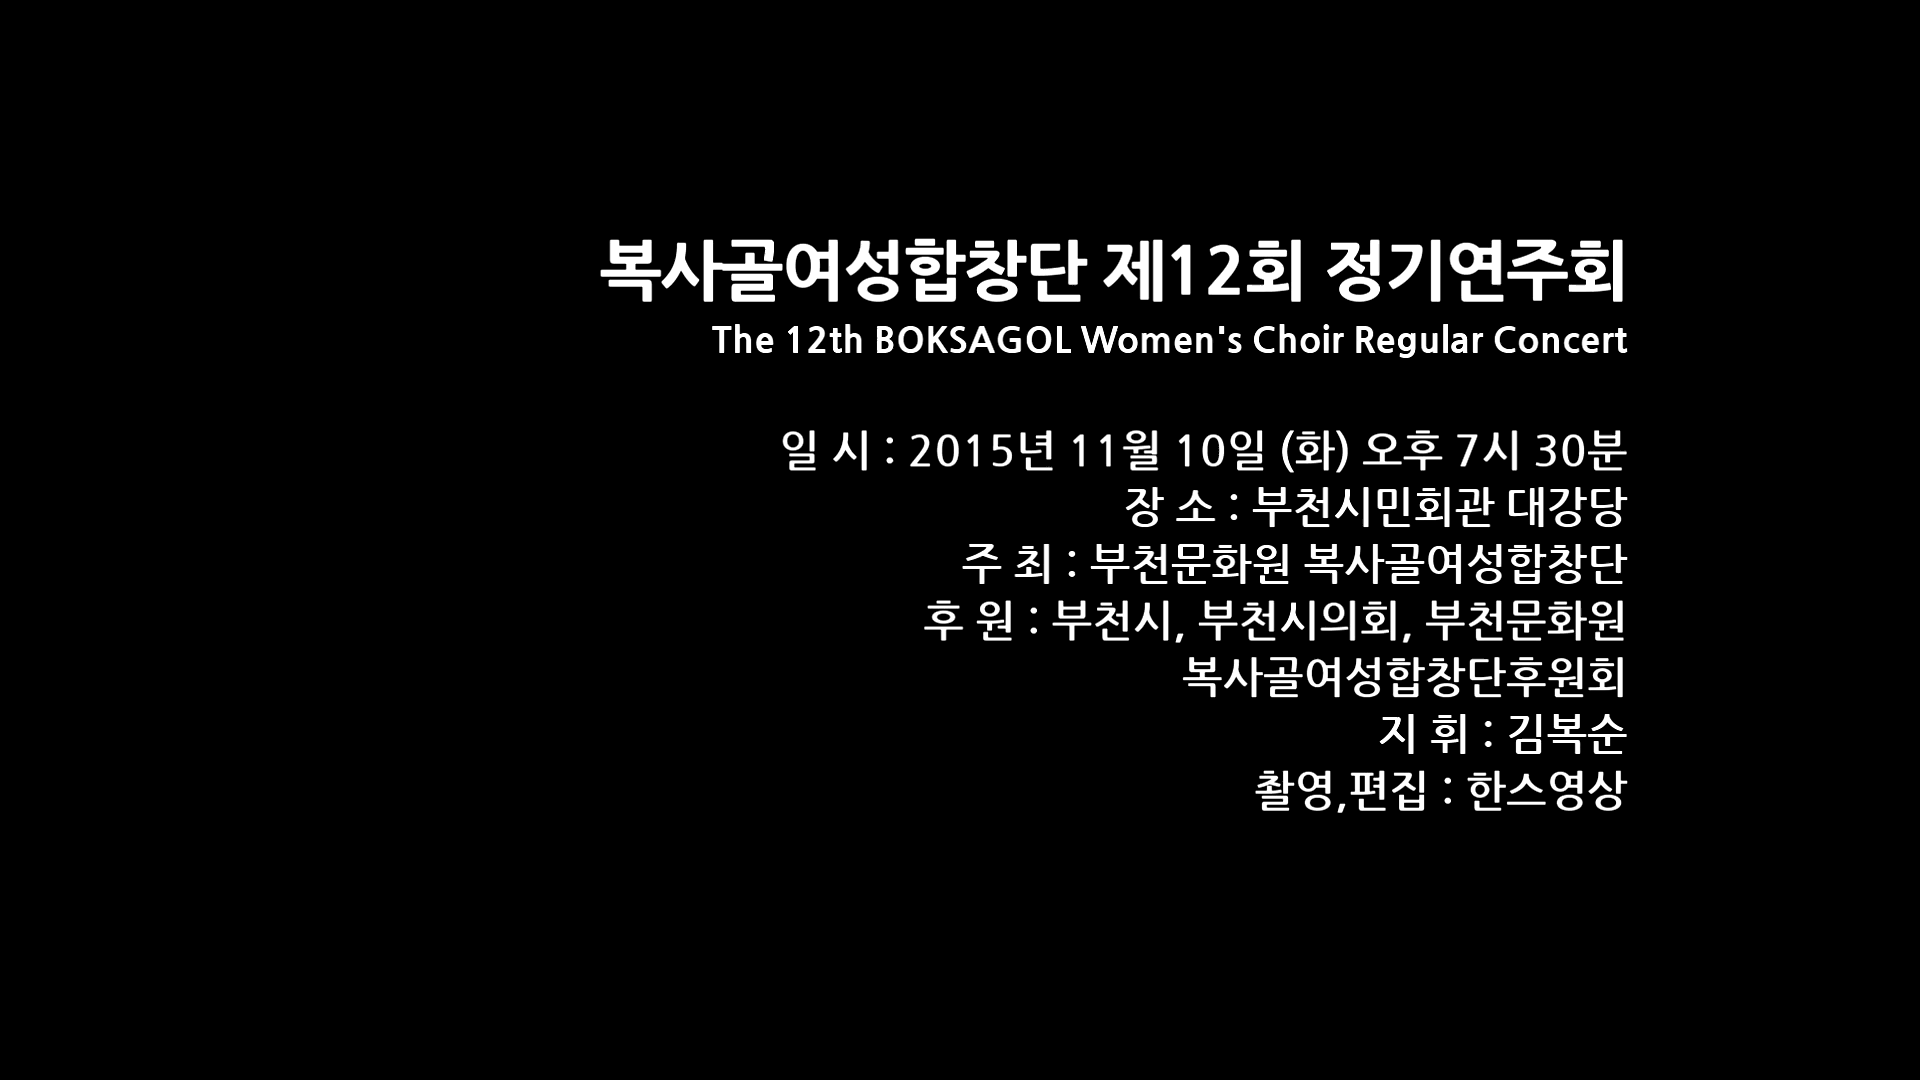 복사골여성합창단 제12회 정기연주회
The 12th BOKSAGOL Women's Choir Regular Concert
일 시 : 2015년 11월 10일 (화) 오후 7시 30분
장 소 : 부천시민회관 대강당
주 최 : 부천문화원 복사골여성합창단
후 원 : 부천시, 부천시의회, 부천문화원
복사골여성합창단후원회
지 휘 : 김복순
촬영,편집 : 한스영상